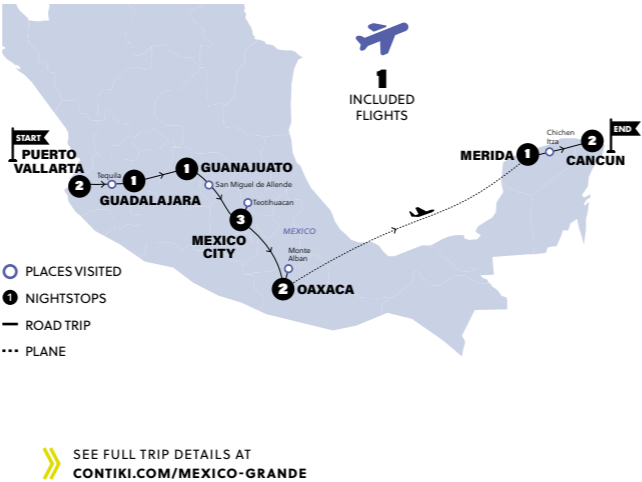 1
INCLUDED
FLIGHTS
START
PUERTO
VALLARTA
2
Tequila
1
GUADALAJARA
1
GUANAJUATO
San Miguel de Allende
Teotihuacan
3
MEXICO
CITY
MEXICO
Monte
Alban
2
OAXACA
MERIDA
1
Chichen
Itza
2
CANCUN
END
PLACES VISITED
1 NIGHTSTOPS
ROAD TRIP
PLANE
SEE FULL TRIP DETAILS AT
CONTIKI.COM/MEXICO-GRANDE